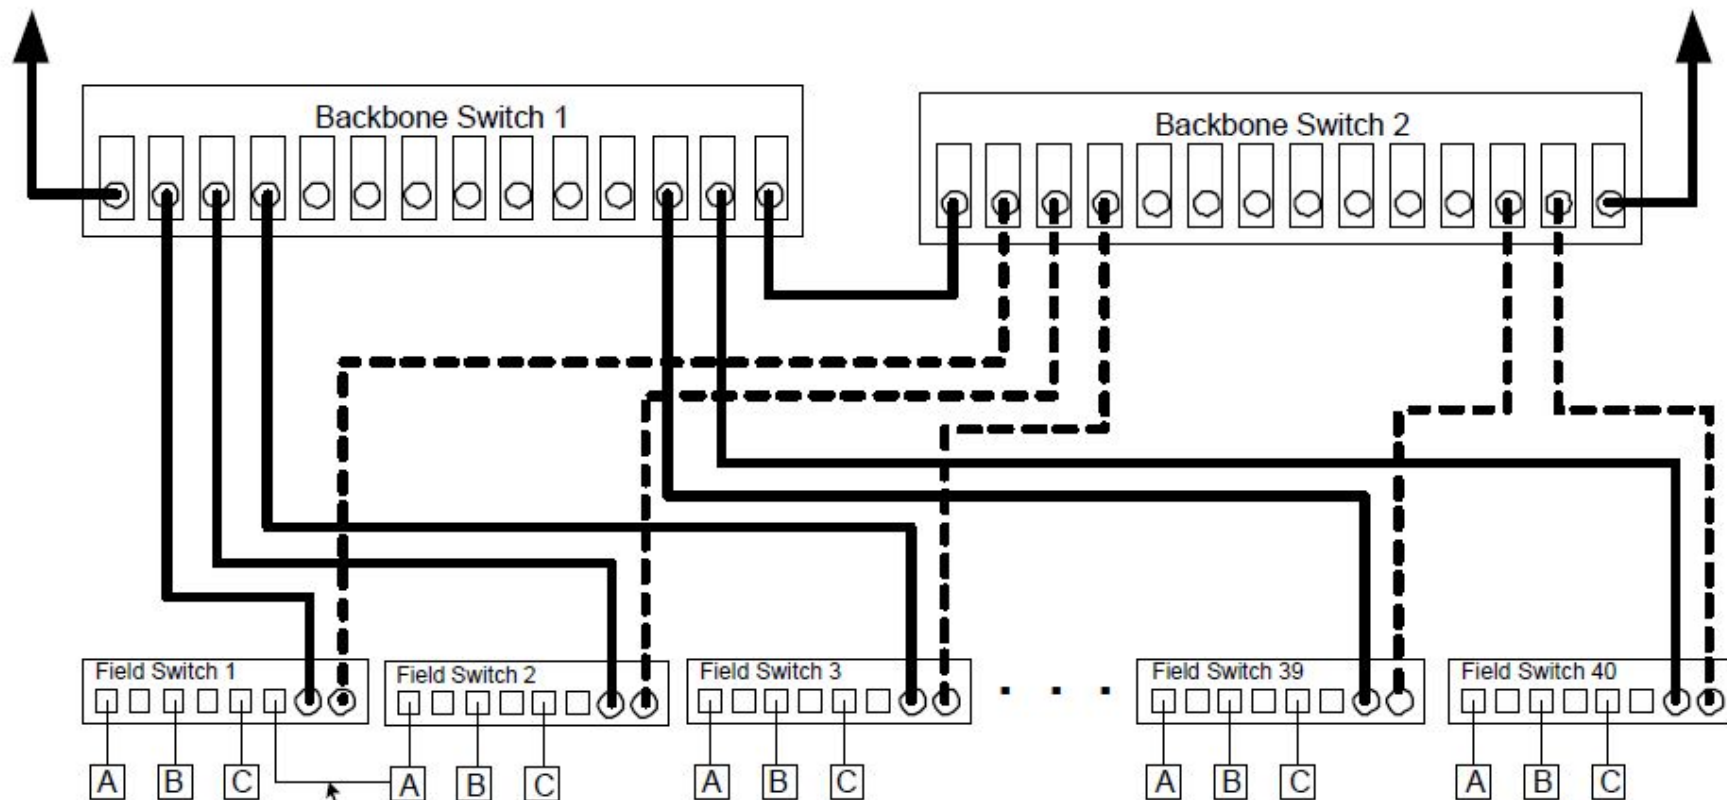 Backbone Switch 1
Backbone Switch 2
Field Switch 1
Field Switch 2
Field Switch 3
. . .
Field Switch 39
Field Switch 40
A B C
A B C
A B C
A B C
A B C